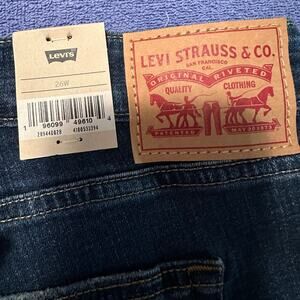 Levi's
26W
1 96099 49610 4
LEVI STRAUSS & CO.
SAN FRANCISCO
CAL
ORIGINAL RIVETED
QUALITY CLOTHING
PATENTED MAY 20 1873